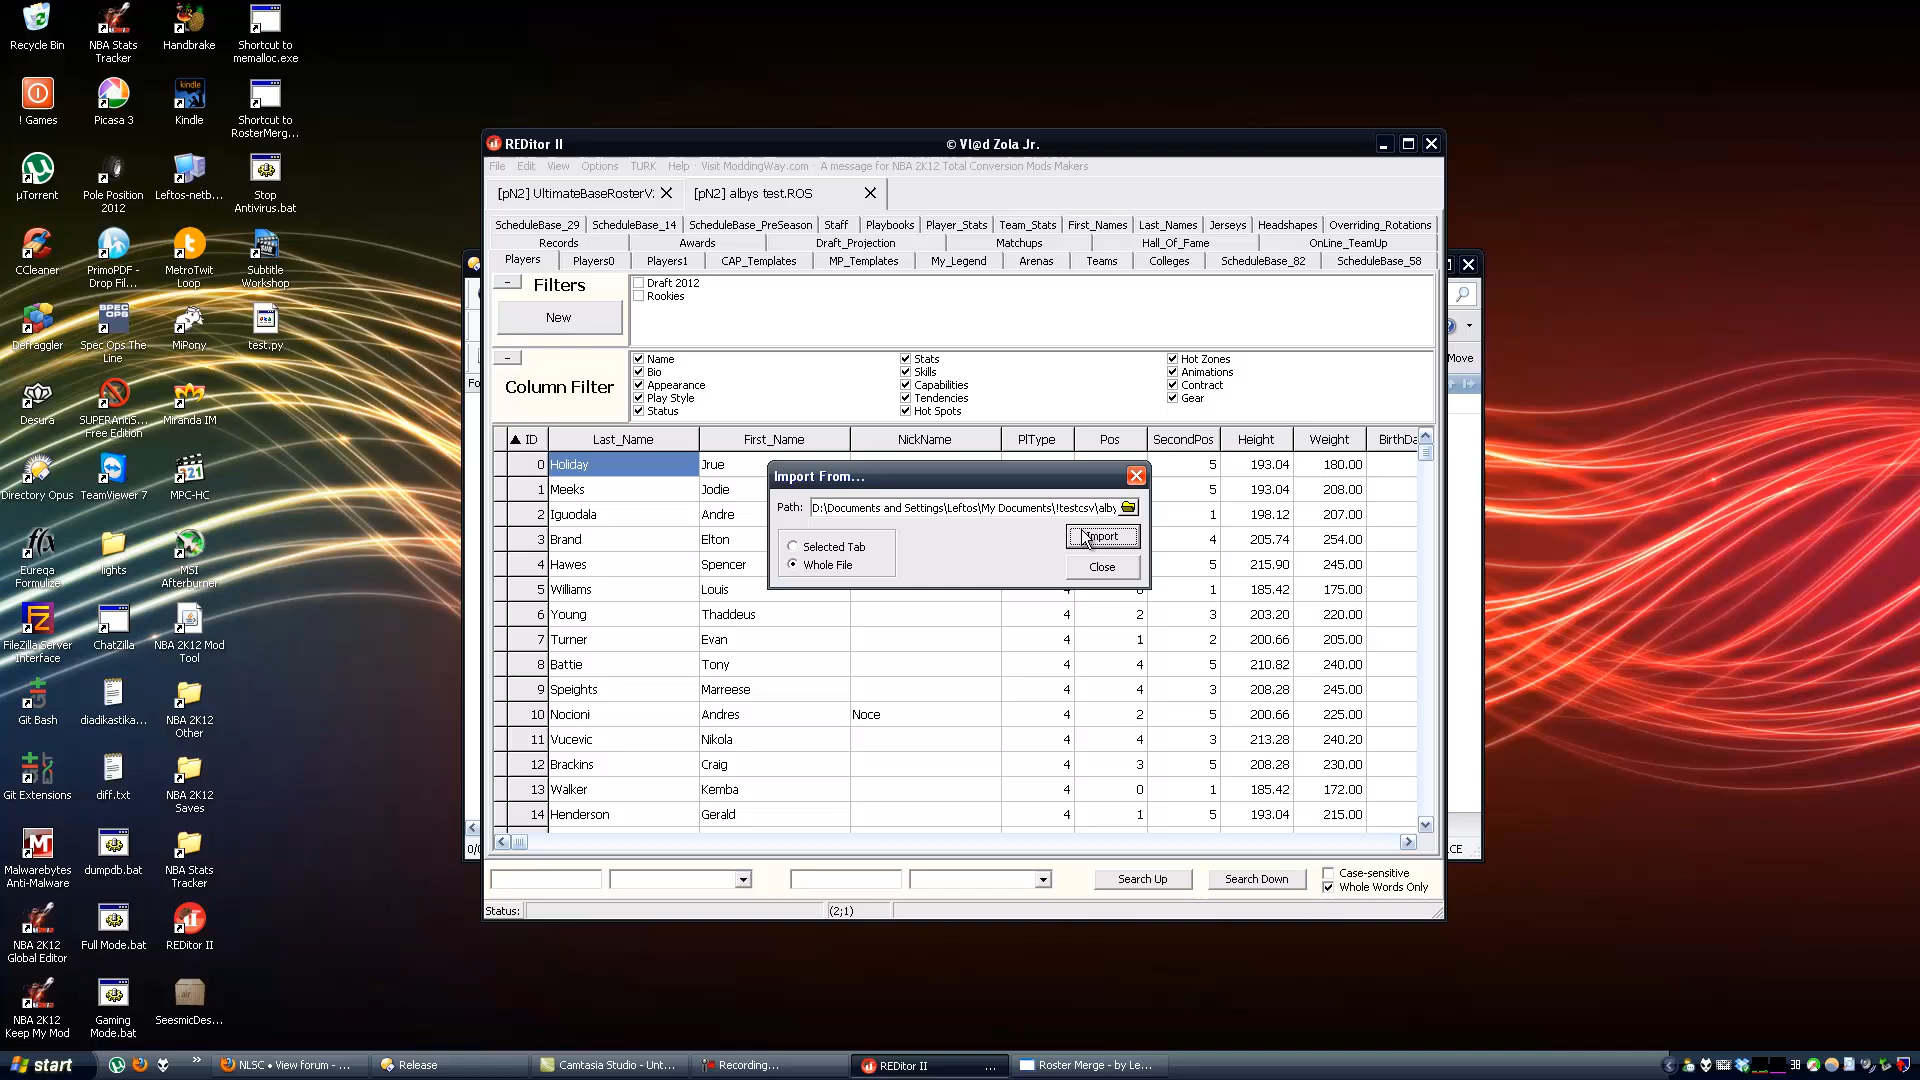 Recycle Bin
NBA Stats
Tracker
Handbrake
Shortcut to
memalloc.exe
! Games
Picasa 3
Kindle
Shortcut to
RosterMerg...
µTorrent
Pole Position
2012
Leftos-netb...
Stop
Antivirus.bat
CCleaner
PrimoPDF -
Drop Fil...
MetroTwit
Loop
Subtitle
Workshop
Defraggler
Spec Ops The
Line
MiPony
test.py
Desura
SUPERAntiS...
Free Edition
Miranda IM
Directory Opus
TeamViewer 7
MPC-HC
Eureqa
Formulize
lights
MSI
Afterburner
FileZilla Server
Interface
ChatZilla
NBA 2K12 Mod
Tool
Git Bash
diadikastika...
NBA 2K12
Other
Git Extensions
diff.txt
NBA 2K12
Saves
Malwarebytes
Anti-Malware
dumpdb.bat
NBA Stats
Tracker
NBA 2K12
Global Editor
Full Mode.bat
REDitor II
NBA 2K12
Keep My Mod
Gaming
Mode.bat
SeesmicDes...
REDitor II
© Vl@d Zola Jr.
File Edit View Options TURK Help · Visit ModdingWay.com · A message for NBA 2K12 Total Conversion Mods Makers
[pN2] UltimateBaseRosterV.
[pN2] albys test.ROS
ScheduleBase_29 ScheduleBase_14 ScheduleBase_PreSeason Staff Playbooks Player_Stats Team_Stats First_Names Last_Names Jerseys Headshapes Overriding_Rotations
Records Awards Draft_Projection Matchups Hall_Of_Fame OnLine_TeamUp
Players Players0 Players1 CAP_Templates MP_Templates My_Legend Arenas Teams Colleges ScheduleBase_82 ScheduleBase_58
Filters
New
Draft 2012
Rookies
Column Filter
Name Stats Hot Zones
Bio Skills Animations
Appearance Capabilities Contract
Play Style Tendencies Gear
Status Hot Spots
ID Last_Name First_Name NickName PlType Pos SecondPos Height Weight BirthDa
0 Holiday Jrue 5 193.04 180.00
1 Meeks Jodie 5 193.04 208.00
2 Iguodala Andre 1 198.12 207.00
3 Brand Elton 4 205.74 254.00
4 Hawes Spencer 5 215.90 245.00
5 Williams Louis 1 185.42 175.00
6 Young Thaddeus 4 2 3 203.20 220.00
7 Turner Evan 4 1 2 200.66 205.00
8 Battie Tony 4 4 5 210.82 240.00
9 Speights Marreese 4 4 3 208.28 245.00
10 Nocioni Andres Noce 4 2 5 200.66 225.00
11 Vucevic Nikola 4 4 3 213.28 240.20
12 Brackins Craig 4 3 5 208.28 230.00
13 Walker Kemba 4 0 1 185.42 172.00
14 Henderson Gerald 4 1 5 193.04 215.00
Import From...
Path: D:\Documents and Settings\Leftos\My Documents\!testcsv\alby
Selected Tab
Whole File
Import
Close
Search Up
Search Down
Case-sensitive
Whole Words Only
Status:
(2;1)
Move
start
NLSC • View forum - ...
Release
Camtasia Studio - Unt...
Recording...
REDitor II ...
Roster Merge - by Le...
38